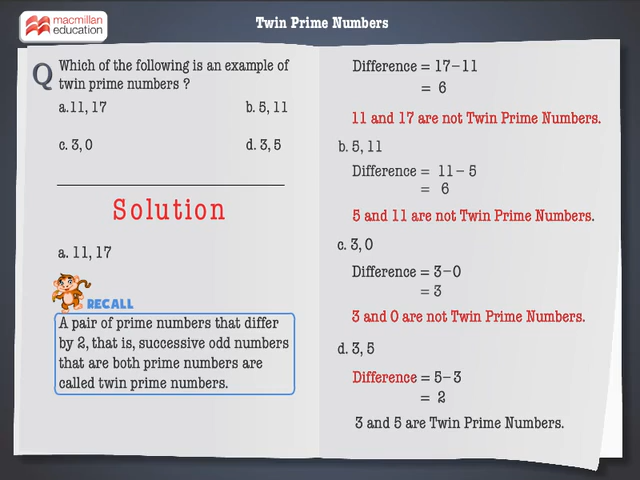 Twin Prime Numbers
macmillan
education
Q Which of the following is an example of
twin prime numbers ?
a.11, 17 b. 5, 11
c. 3, 0 d. 3, 5
Solution
a. 11, 17
RECALL
A pair of prime numbers that differ
by 2, that is, successive odd numbers
that are both prime numbers are
called twin prime numbers.
Difference = 17–11
= 6
11 and 17 are not Twin Prime Numbers.
b. 5, 11
Difference = 11 – 5
= 6
5 and 11 are not Twin Prime Numbers.
c. 3, 0
Difference = 3–0
= 3
3 and 0 are not Twin Prime Numbers.
d. 3, 5
Difference = 5–3
= 2
3 and 5 are Twin Prime Numbers.